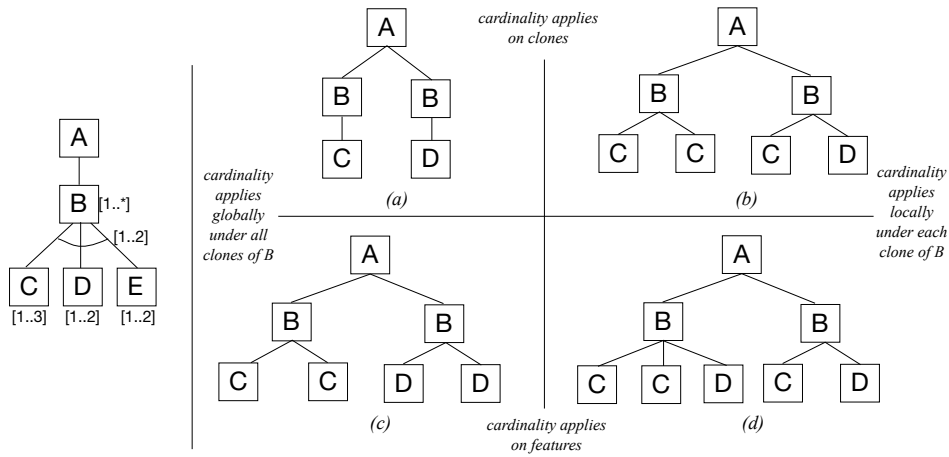 A
B [1..*]
[1..2]
C D E
[1..3] [1..2] [1..2]
cardinality applies
on clones
cardinality
applies
globally
under all
clones of B
A
B B
C D
(a)
A
B B
C C C D
(b)
cardinality
applies
locally
under each
clone of B
A
B B
C C D D
(c)
A
B B
C C D C D
(d)
cardinality applies
on features